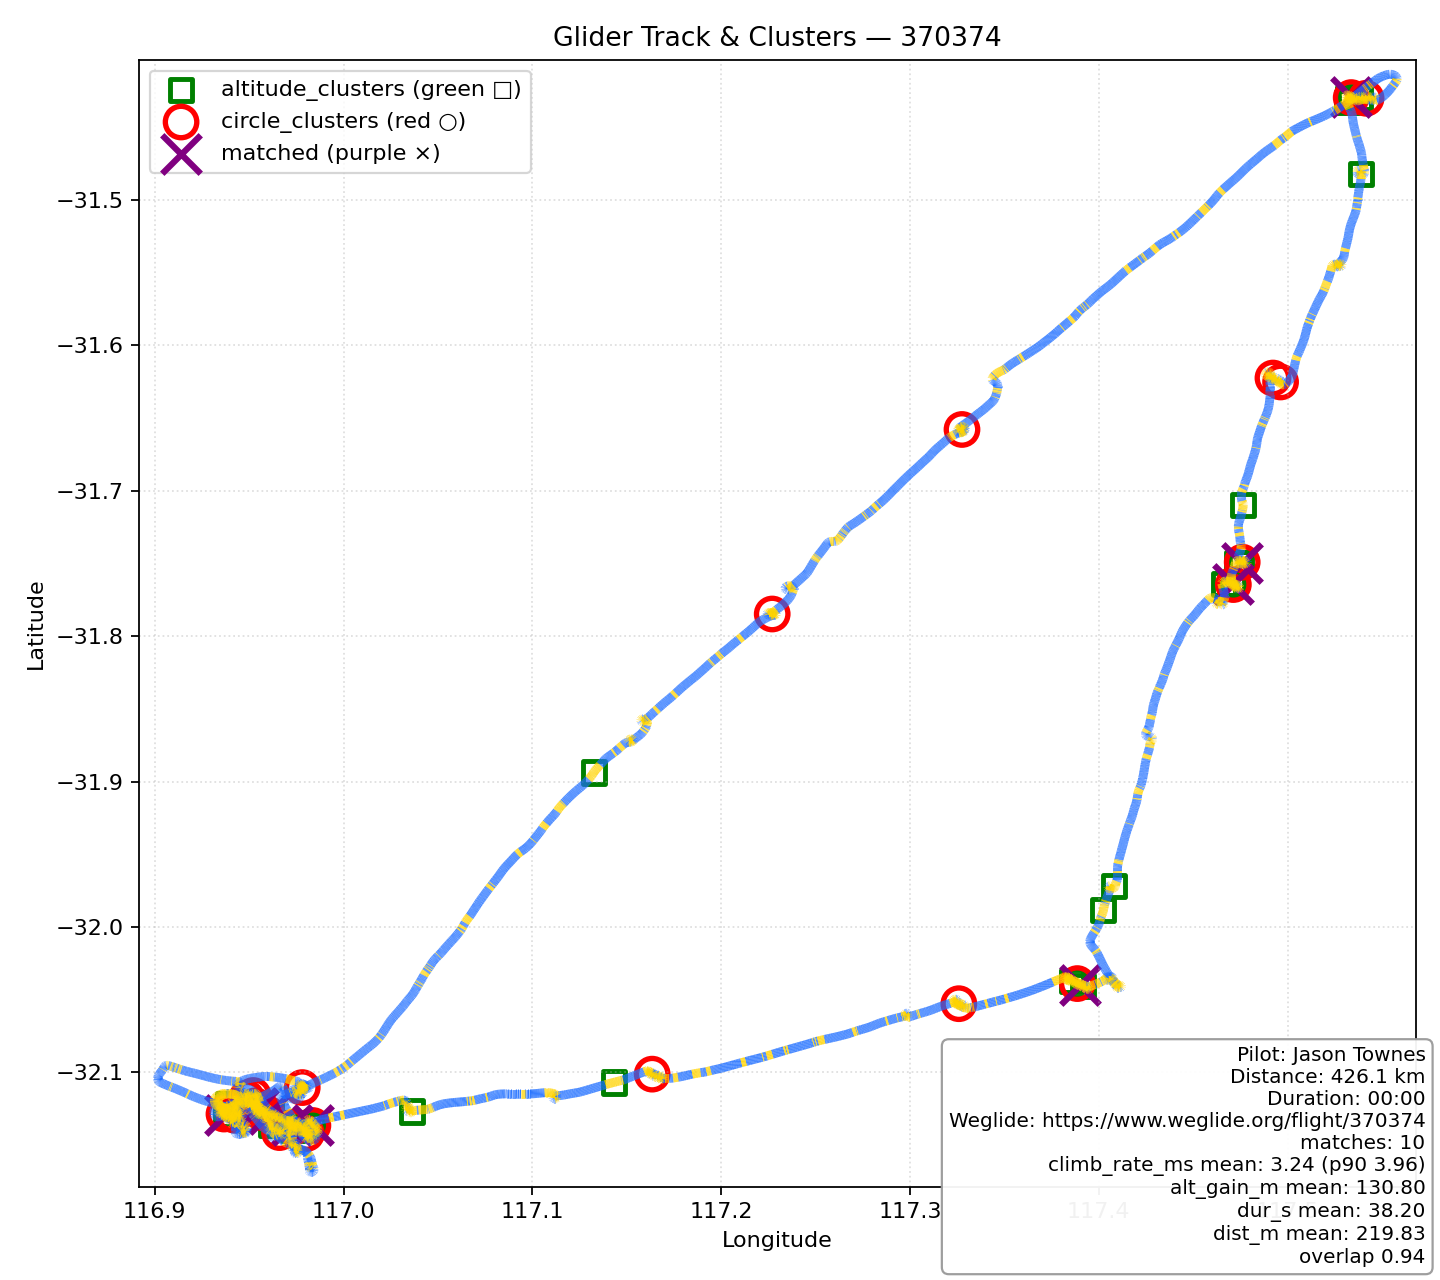 Glider Track & Clusters — 370374
altitude_clusters (green □)
circle_clusters (red ○)
matched (purple ×)
Latitude
−31.5
−31.6
−31.7
−31.8
−31.9
−32.0
−32.1
116.9 117.0 117.1 117.2 117.3 117.4
Longitude
Pilot: Jason Townes
Distance: 426.1 km
Duration: 00:00
Weglide: https://www.weglide.org/flight/370374
matches: 10
climb_rate_ms mean: 3.24 (p90 3.96)
alt_gain_m mean: 130.80
dur_s mean: 38.20
dist_m mean: 219.83
overlap 0.94